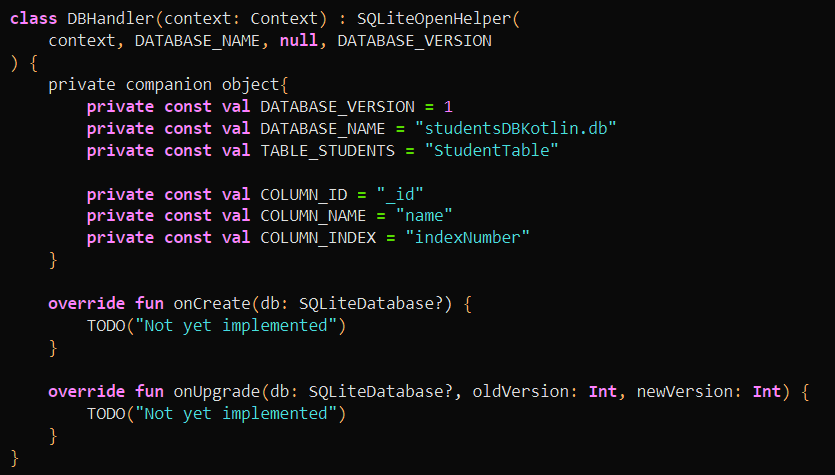 class DBHandler(context: Context) : SQLiteOpenHelper(
    context, DATABASE_NAME, null, DATABASE_VERSION
) {
    private companion object{
        private const val DATABASE_VERSION = 1
        private const val DATABASE_NAME = "studentsDBKotlin.db"
        private const val TABLE_STUDENTS = "StudentTable"

        private const val COLUMN_ID = "_id"
        private const val COLUMN_NAME = "name"
        private const val COLUMN_INDEX = "indexNumber"
    }

    override fun onCreate(db: SQLiteDatabase?) {
        TODO("Not yet implemented")
    }

    override fun onUpgrade(db: SQLiteDatabase?, oldVersion: Int, newVersion: Int) {
        TODO("Not yet implemented")
    }
}